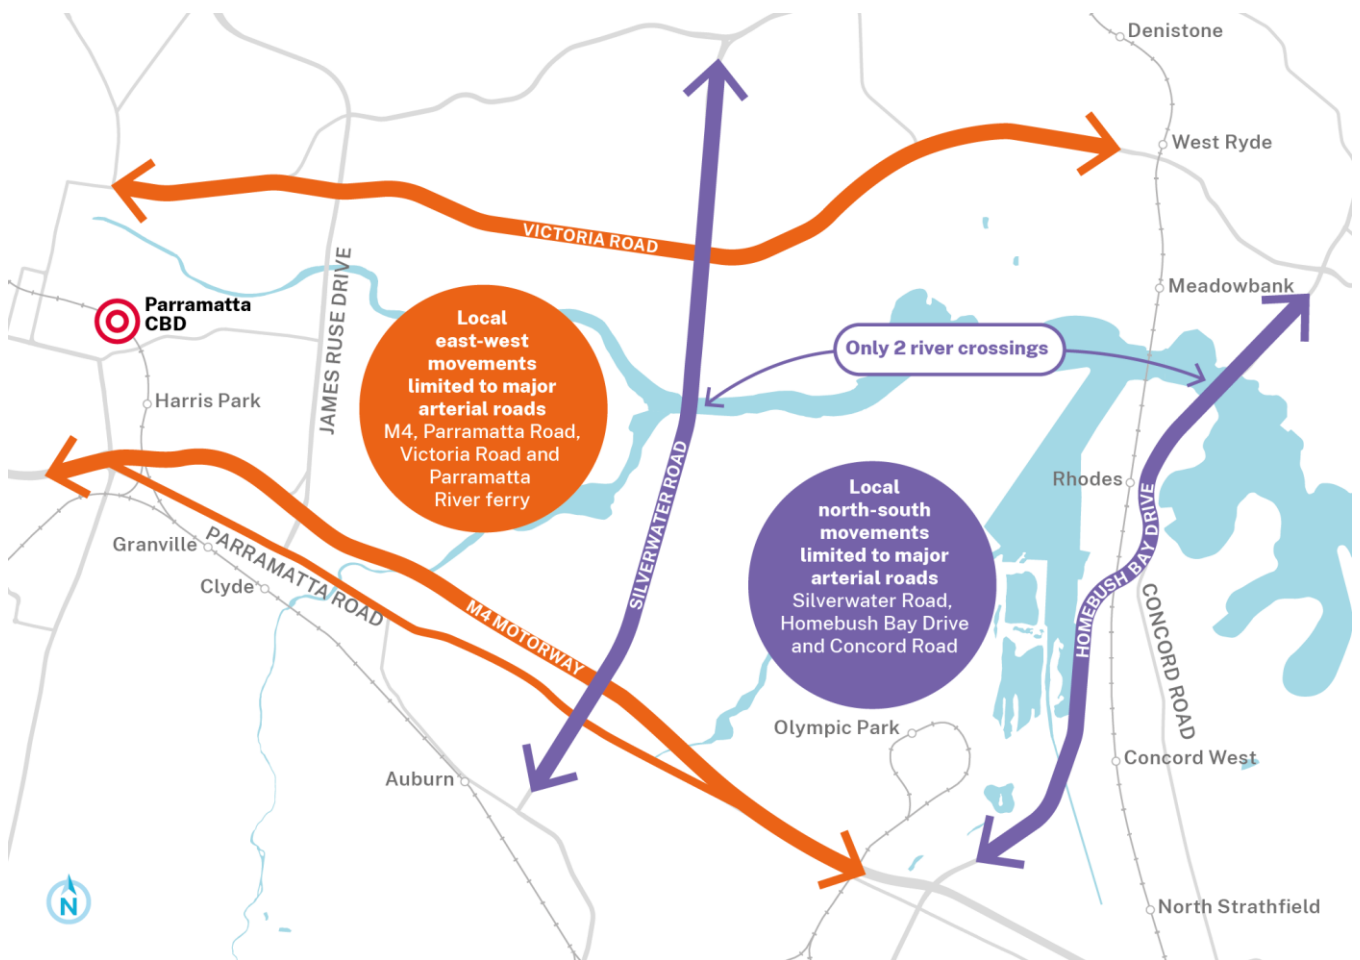 Denistone
West Ryde
VICTORIA ROAD
JAMES RUSE DRIVE
Meadowbank
Parramatta
CBD
Local
east-west
movements
limited to major
arterial roads
M4, Parramatta Road,
Victoria Road and
Parramatta
River ferry
Only 2 river crossings
Harris Park
SILVERWATER ROAD
Rhodes
Local
north-south
movements
limited to major
arterial roads
Silverwater Road,
Homebush Bay Drive
and Concord Road
HOMEBUSH BAY DRIVE
CONCORD ROAD
Granville
PARRAMATTA ROAD
Clyde
M4 MOTORWAY
Olympic Park
Concord West
Auburn
N
North Strathfield